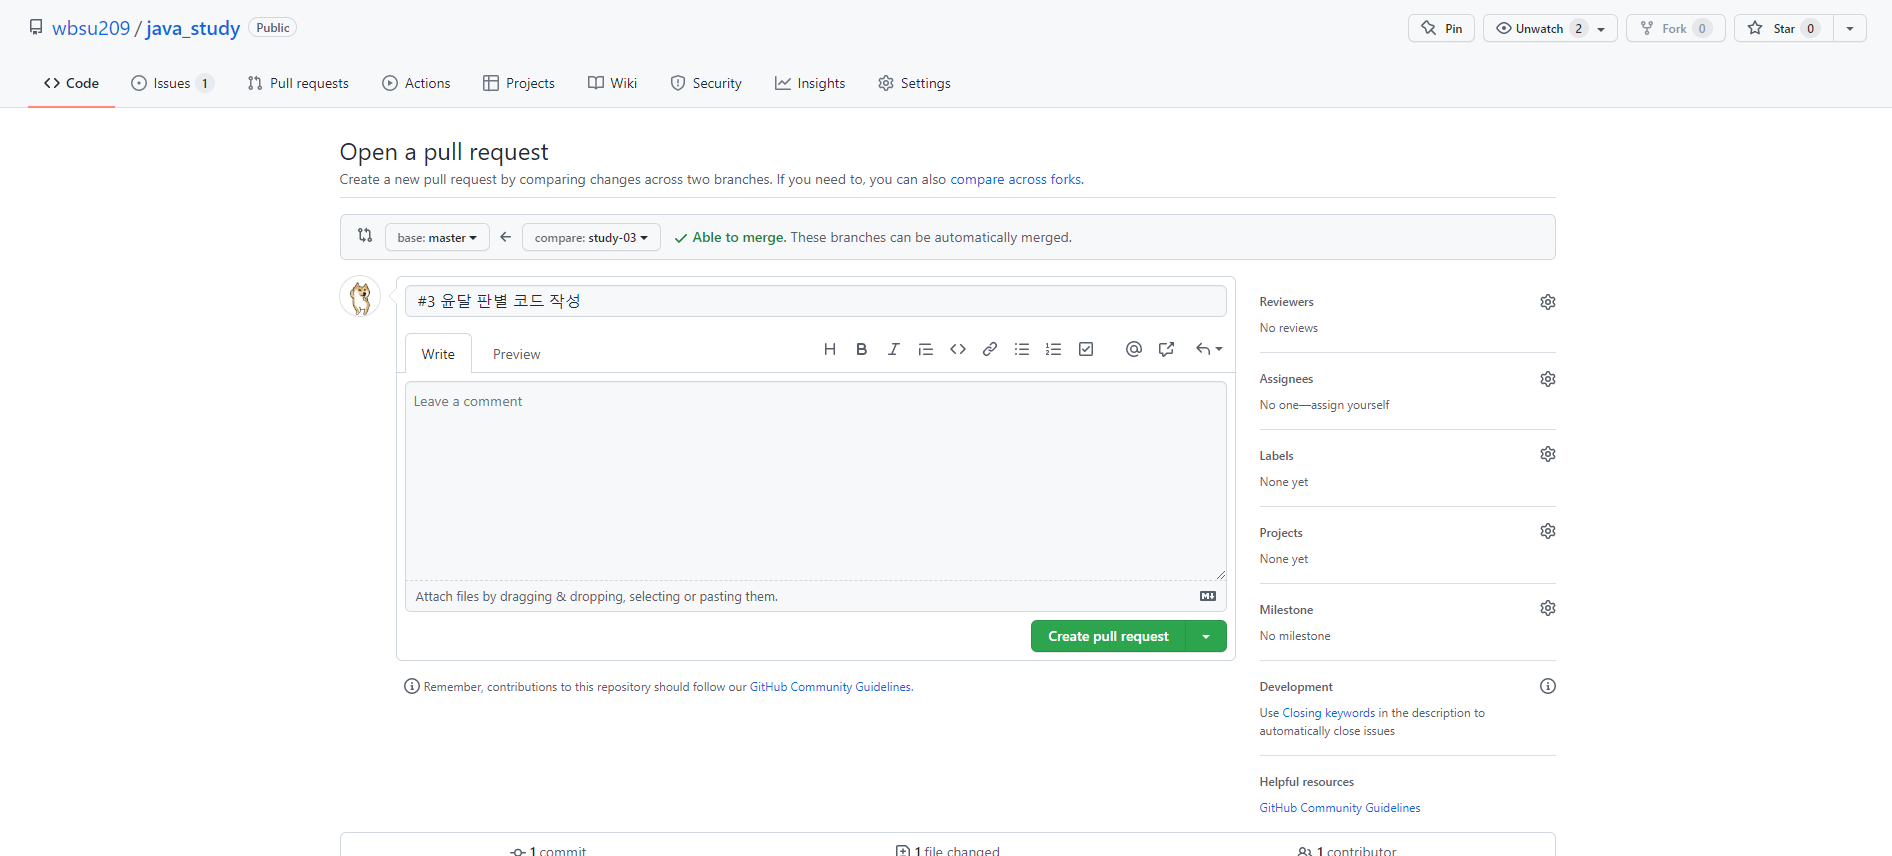 wbsu209 / java_study Public
Pin Unwatch 2 Fork 0 Star 0
Code Issues 1 Pull requests Actions Projects Wiki Security Insights Settings
Open a pull request
Create a new pull request by comparing changes across two branches. If you need to, you can also compare across forks.
base: master compare: study-03 Able to merge. These branches can be automatically merged.
#3 윤달 판별 코드 작성
Write Preview
Leave a comment
Attach files by dragging & dropping, selecting or pasting them.
Create pull request
Remember, contributions to this repository should follow our GitHub Community Guidelines.
Reviewers
No reviews
Assignees
No one—assign yourself
Labels
None yet
Projects
None yet
Milestone
No milestone
Development
Use Closing keywords in the description to
automatically close issues
Helpful resources
GitHub Community Guidelines
1 commit 1 file changed 1 contributor